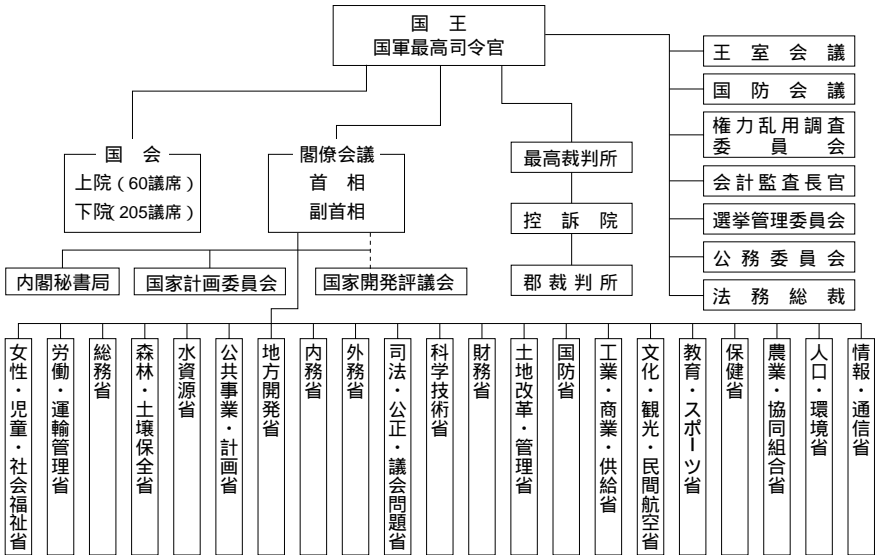 国王
国軍最高司令官
国会
上院（60議席）
下院（205議席）
閣僚会議
首相
副首相
最高裁判所
控訴院
郡裁判所
王室会議
国防会議
権力乱用調査
委員会
会計監査長官
選挙管理委員会
公務委員会
法務総裁
内閣秘書局
国家計画委員会
国家開発評議会
女性・児童・社会福祉省
労働・運輸管理省
総務省
森林・土壌保全省
水資源省
公共事業・計画省
地方開発省
内務省
外務省
司法・公正・議会問題省
科学技術省
財務省
土地改革・管理省
国防省
工業・商業・供給省
文化・観光・民間航空省
教育・スポーツ省
保健省
農業・協同組合省
人口・環境省
情報・通信省